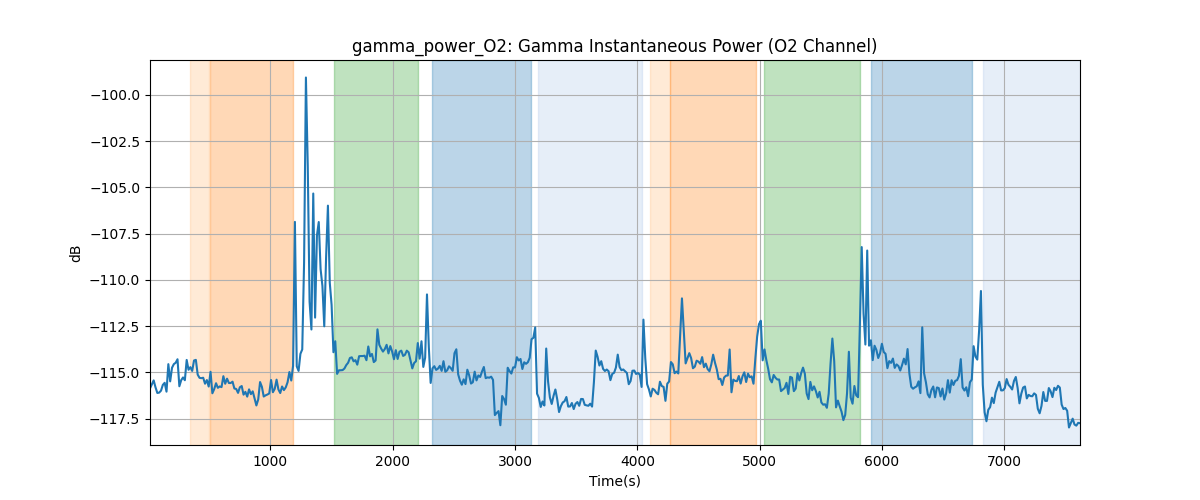 gamma_power_O2: Gamma Instantaneous Power (O2 Channel)
−100.0
−102.5
−105.0
−107.5
−110.0
−112.5
−115.0
−117.5
dB
1000 2000 3000 4000 5000 6000 7000
Time(s)